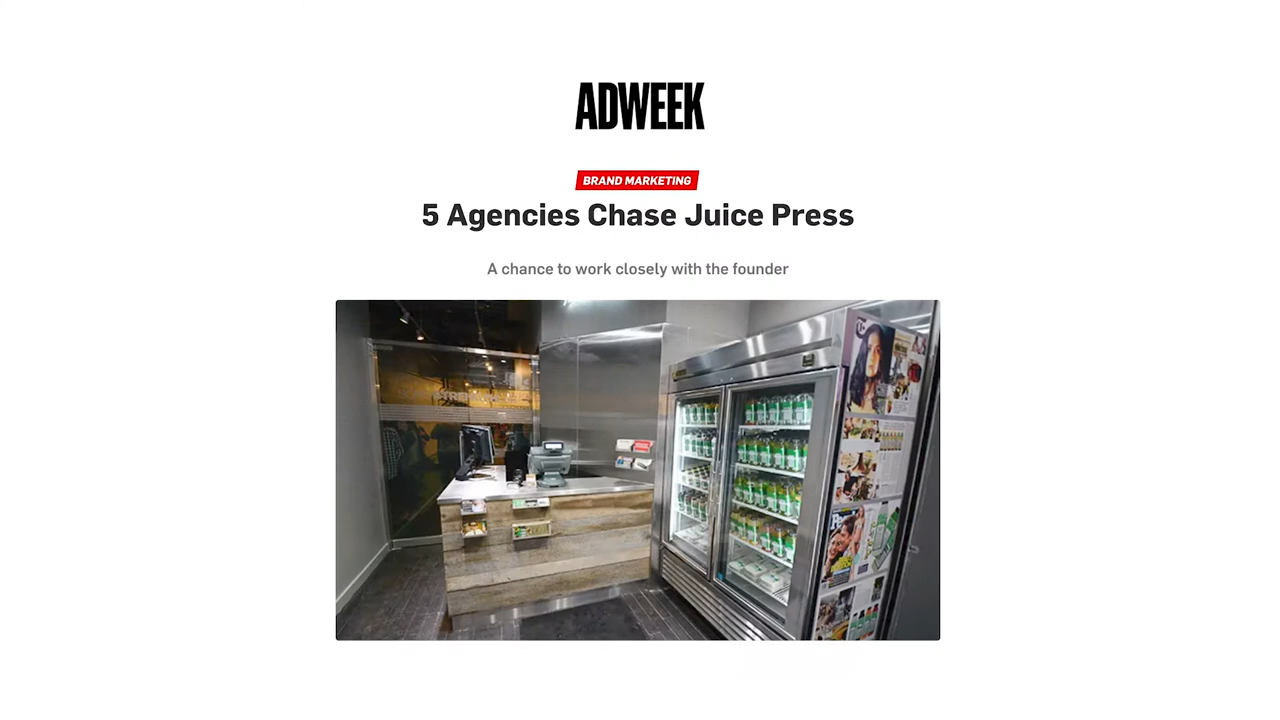 ADWEEK
BRAND MARKETING
5 Agencies Chase Juice Press
A chance to work closely with the founder